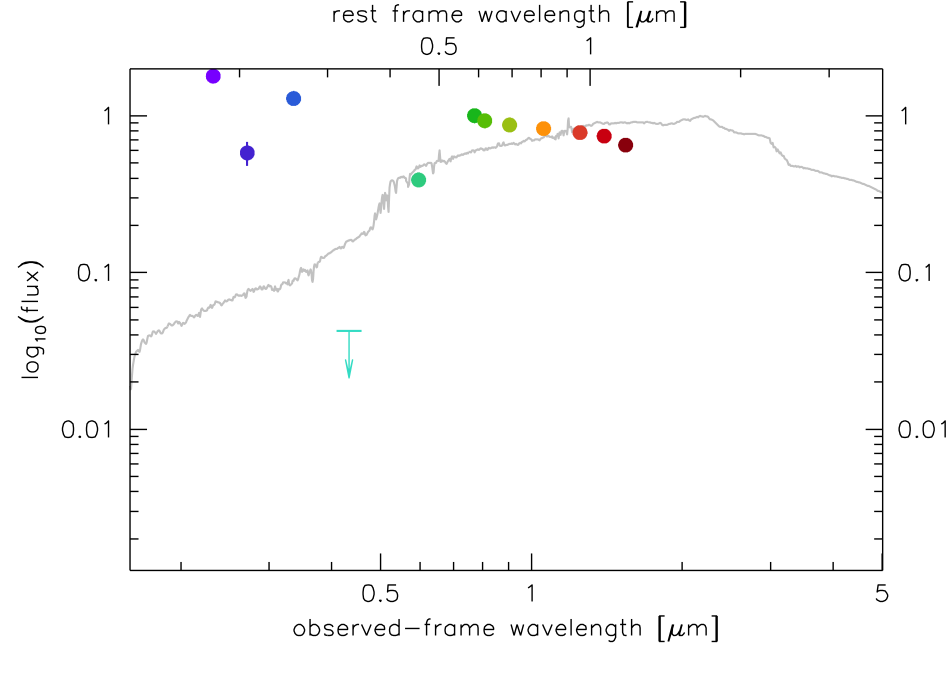 rest frame wavelength [μm]
0.5 1
1 1
0.1 0.1
0.01 0.01
log10(flux)
0.5 1 5
observed-frame wavelength [μm]